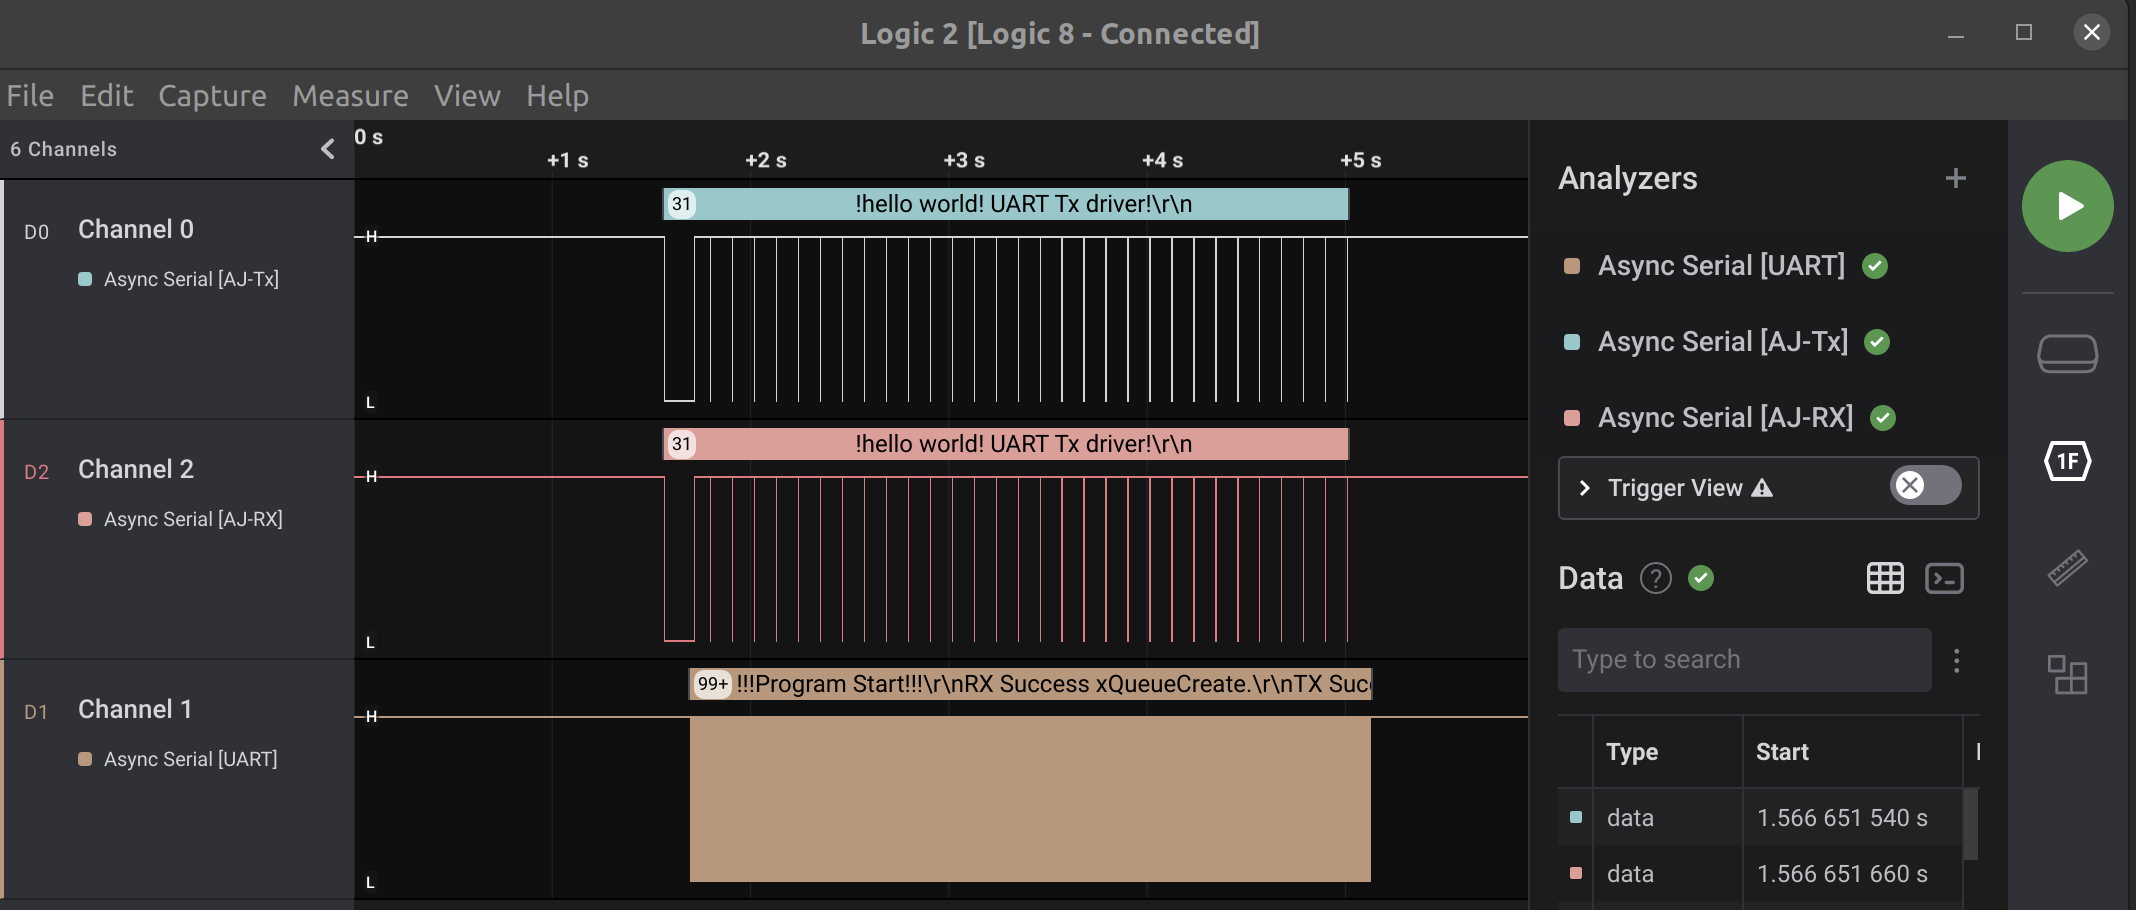 Logic 2 [Logic 8 - Connected]
File Edit Capture Measure View Help
6 Channels
0 s
+1 s +2 s +3 s +4 s +5 s
D0 Channel 0
Async Serial [AJ-Tx]
31 !hello world! UART Tx driver!\r\n
H
L
D2 Channel 2
Async Serial [AJ-RX]
31 !hello world! UART Tx driver!\r\n
H
L
D1 Channel 1
Async Serial [UART]
99+ !!!Program Start!!!\r\nRX Success xQueueCreate.\r\nTX Suc
H
L
Analyzers
Async Serial [UART]
Async Serial [AJ-Tx]
Async Serial [AJ-RX]
Trigger View
1F
Data
Type to search
Type Start
data 1.566 651 540 s
data 1.566 651 660 s